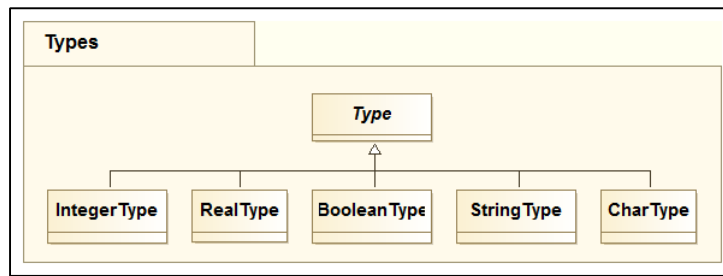 Types
Type
IntegerType
RealType
BooleanType
StringType
CharType